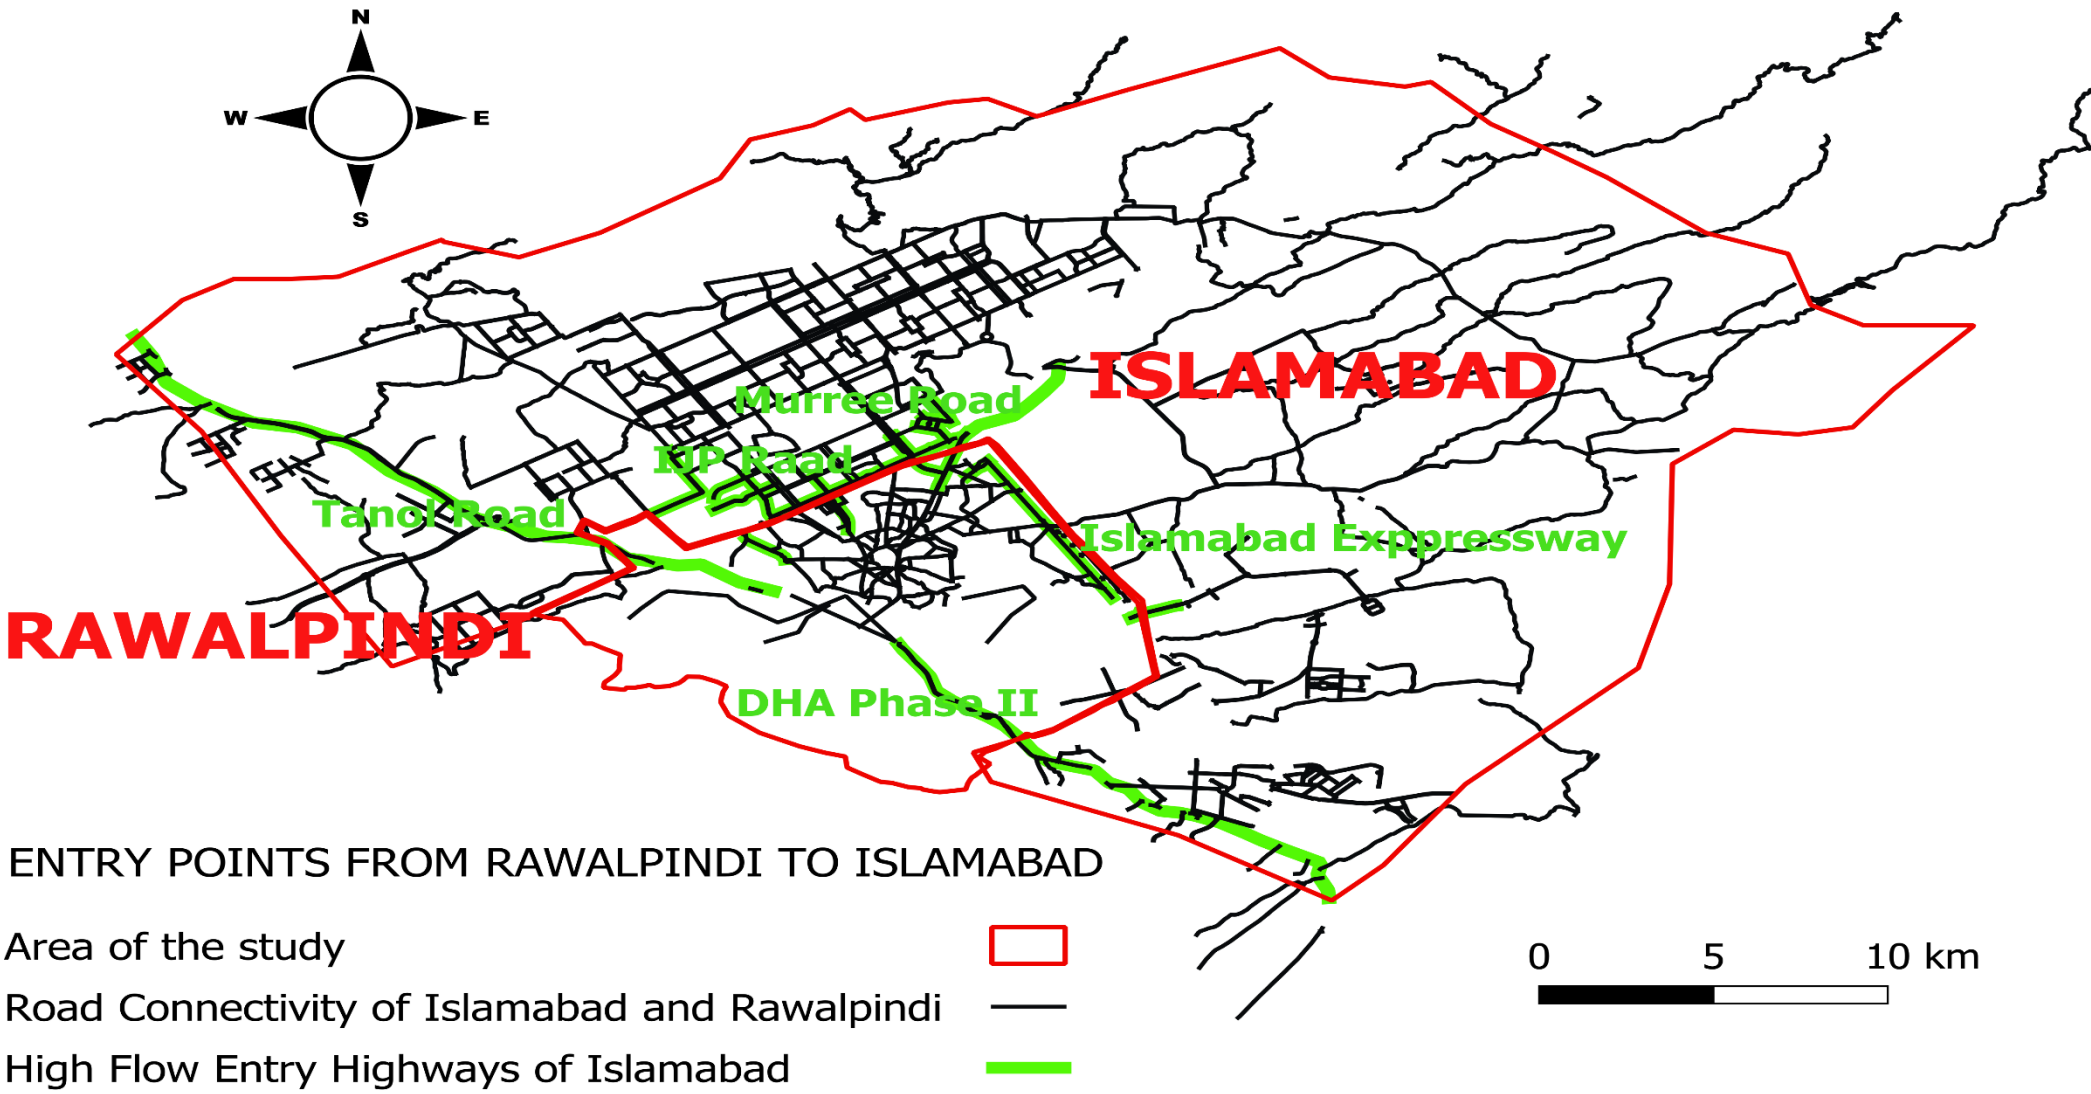 N
W E
S
ISLAMABAD
Murree Road
IJP Raad
Tanol Road
Islamabad Exppressway
RAWALPINDI
DHA Phase II
ENTRY POINTS FROM RAWALPINDI TO ISLAMABAD
Area of the study
Road Connectivity of Islamabad and Rawalpindi
High Flow Entry Highways of Islamabad
0 5 10 km